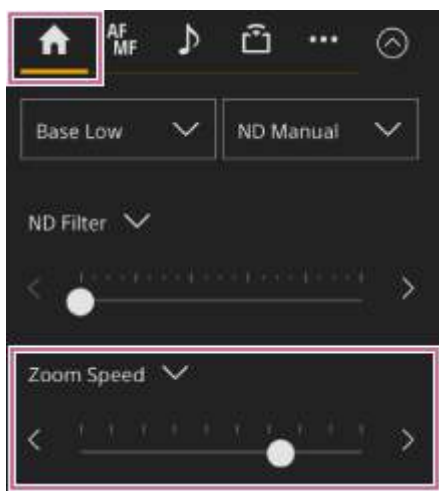 AF
MF
Base Low
ND Manual
ND Filter
Zoom Speed